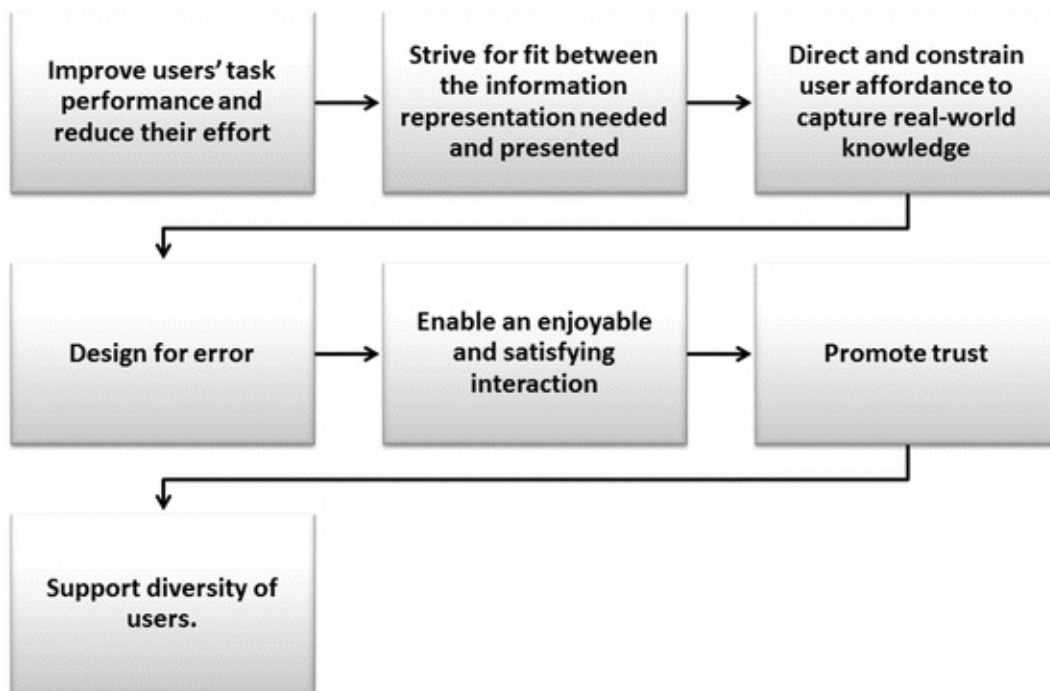 Improve users' task
performance and
reduce their effort
Strive for fit between
the information
representation needed
and presented
Direct and constrain
user affordance to
capture real-world
knowledge
Design for error
Enable an enjoyable
and satisfying
interaction
Promote trust
Support diversity of
users.